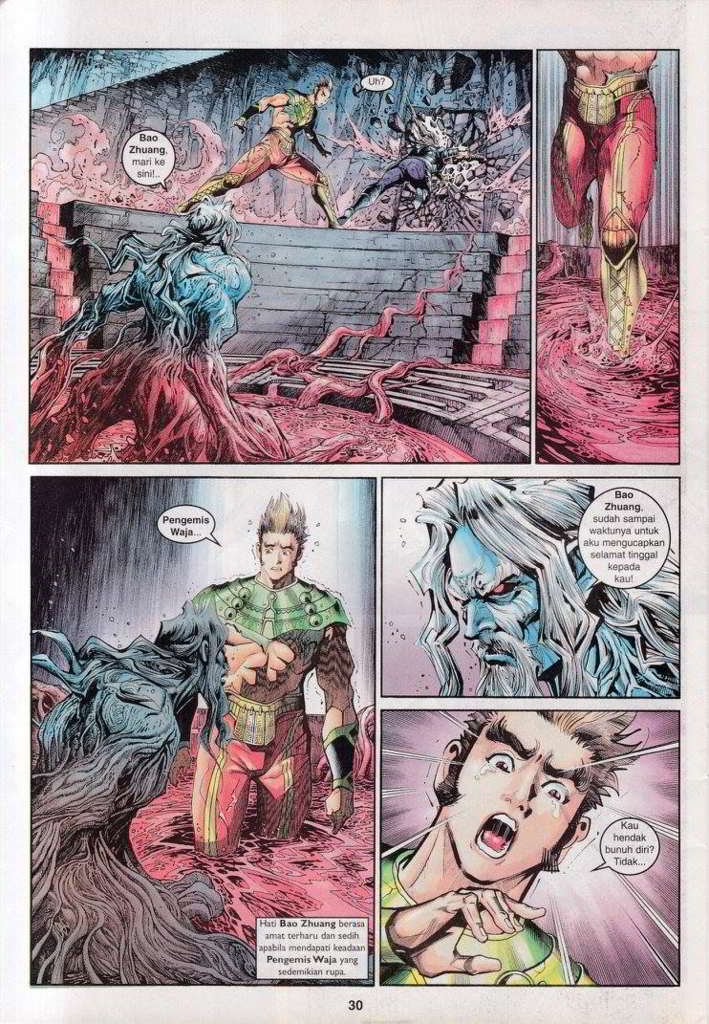 Uh?
Bao
Zhuang,
mari ke
sini!..
Pengemis
Waja...
Bao
Zhuang,
sudah sampai
waktunya untuk
aku mengucapkan
selamat tinggal
kepada
kau!
Kau
hendak
bunuh diri?
Tidak...
Hati Bao Zhuang berasa
amat terharu dan sedih
apabila mendapati keadaan
Pengemis Waja yang
sedemikian rupa.
30